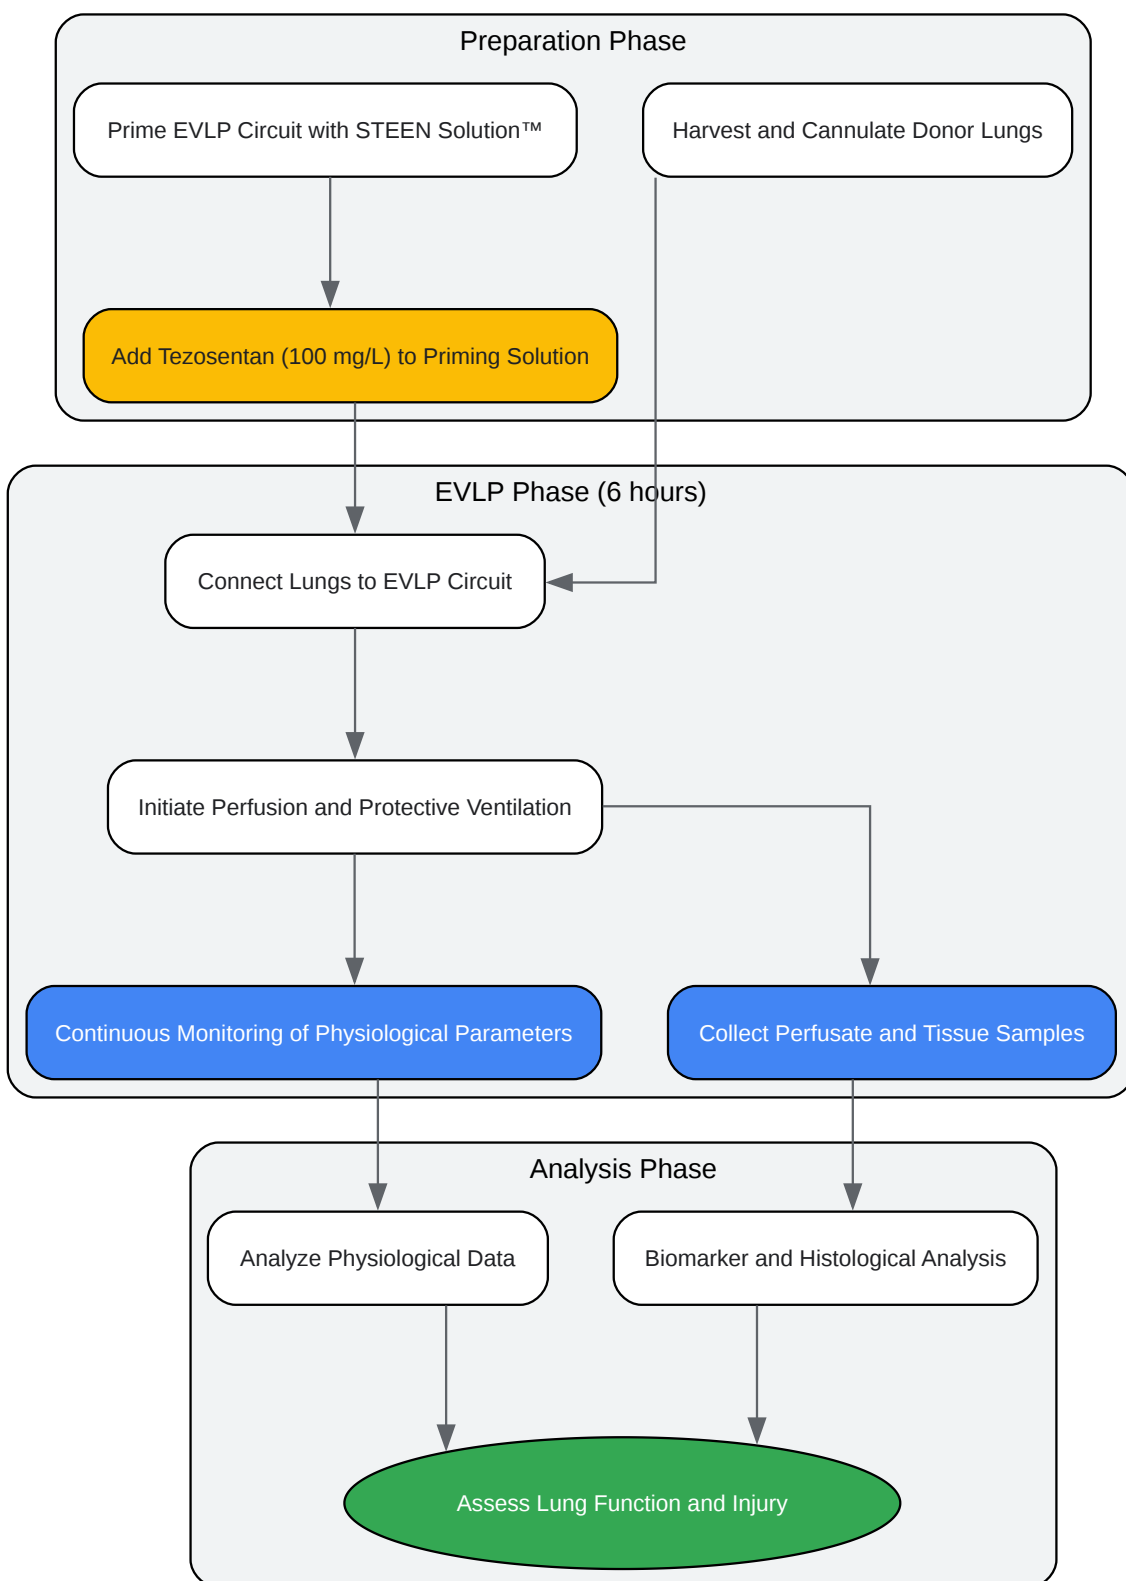 Preparation Phase
Prime EVLP Circuit with STEEN Solution™
Harvest and Cannulate Donor Lungs
Add Tezosentan (100 mg/L) to Priming Solution
EVLP Phase (6 hours)
Connect Lungs to EVLP Circuit
Initiate Perfusion and Protective Ventilation
Continuous Monitoring of Physiological Parameters
Collect Perfusate and Tissue Samples
Analysis Phase
Analyze Physiological Data
Biomarker and Histological Analysis
Assess Lung Function and Injury